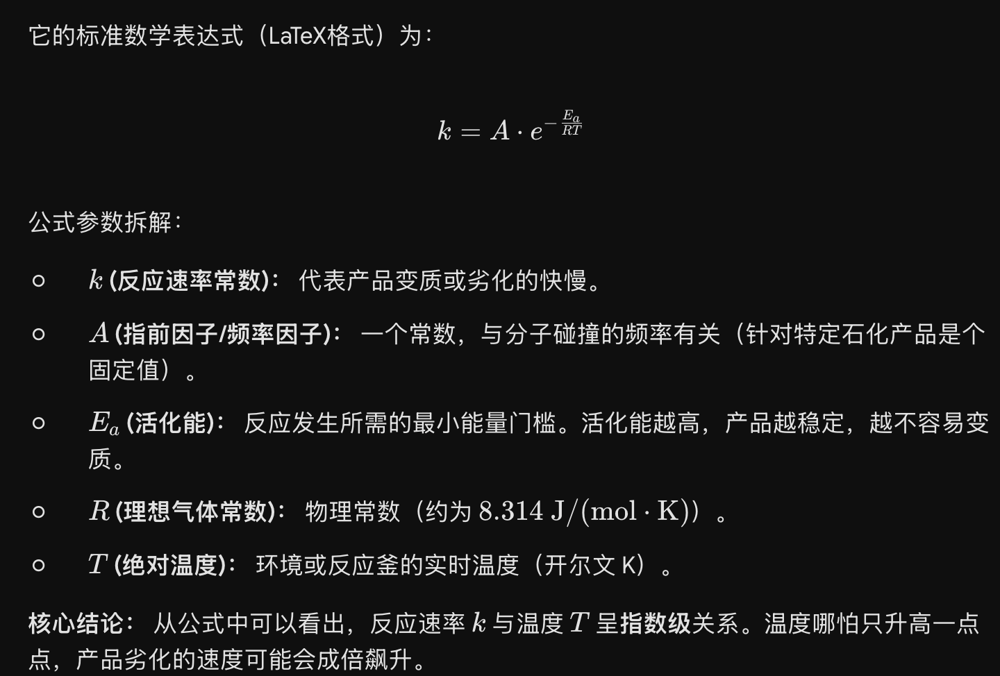 它的标准数学表达式（LaTeX格式）为：
k = A · e^{-\frac{E_a}{RT}}
公式参数拆解：
k (反应速率常数)： 代表产品变质或劣化的快慢。
A (指前因子/频率因子)： 一个常数，与分子碰撞的频率有关（针对特定石化产品是个
固定值）。
E_a (活化能)： 反应发生所需的最小能量门槛。活化能越高，产品越稳定，越不容易变
质。
R (理想气体常数)： 物理常数（约为 8.314 J/(mol · K)）。
T (绝对温度)： 环境或反应釜的实时温度（开尔文 K）。
核心结论： 从公式中可以看出，反应速率 k 与温度 T 呈指数级关系。温度哪怕只升高一点
点，产品劣化的速度可能会成倍飙升。